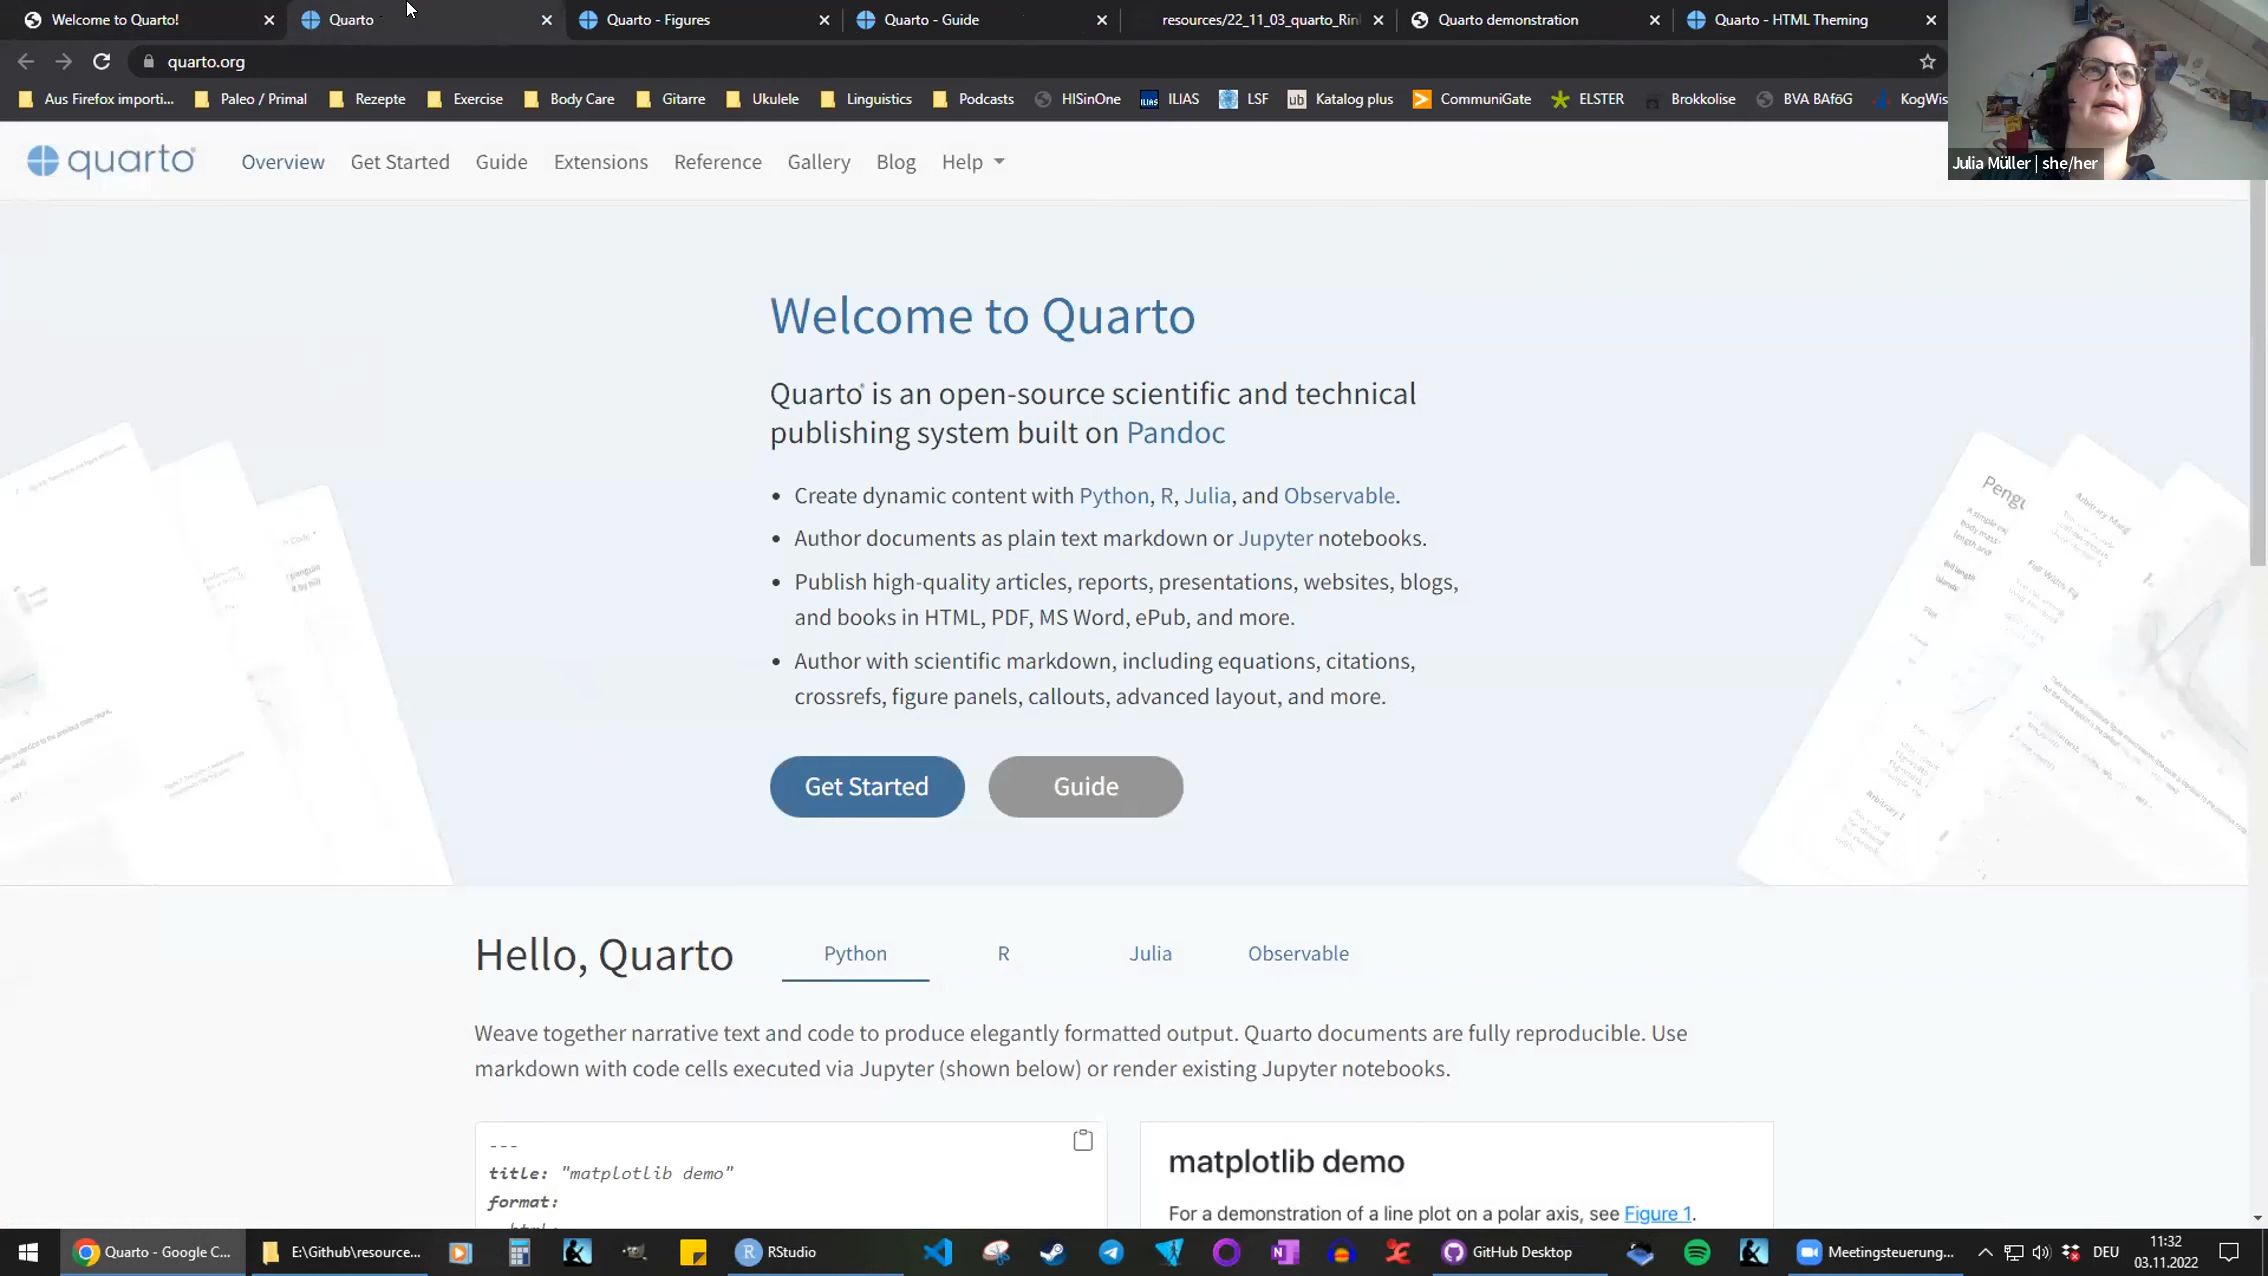 Welcome to Quarto!
Quarto
Quarto - Figures
Quarto - Guide
resources/22_11_03_quarto_Rin
Quarto demonstration
Quarto - HTML Theming
quarto.org
Aus Firefox importi...
Paleo / Primal
Rezepte
Exercise
Body Care
Gitarre
Ukulele
Linguistics
Podcasts
HISinOne
ILIAS
LSF
ub Katalog plus
CommuniGate
ELSTER
Brokkolise
BVA BAföG
KogWis
Julia Müller | she/her
quarto
Overview
Get Started
Guide
Extensions
Reference
Gallery
Blog
Help
Welcome to Quarto
Quarto® is an open-source scientific and technical
publishing system built on Pandoc
• Create dynamic content with Python, R, Julia, and Observable.
• Author documents as plain text markdown or Jupyter notebooks.
• Publish high-quality articles, reports, presentations, websites, blogs,
and books in HTML, PDF, MS Word, ePub, and more.
• Author with scientific markdown, including equations, citations,
crossrefs, figure panels, callouts, advanced layout, and more.
Get Started
Guide
Hello, Quarto
Python
R
Julia
Observable
Weave together narrative text and code to produce elegantly formatted output. Quarto documents are fully reproducible. Use
markdown with code cells executed via Jupyter (shown below) or render existing Jupyter notebooks.
---
title: "matplotlib demo"
format:
matplotlib demo
For a demonstration of a line plot on a polar axis, see Figure 1.
Quarto - Google C...
E:\Github\resource...
RStudio
GitHub Desktop
Meetingsteuerung...
DEU
11:32
03.11.2022